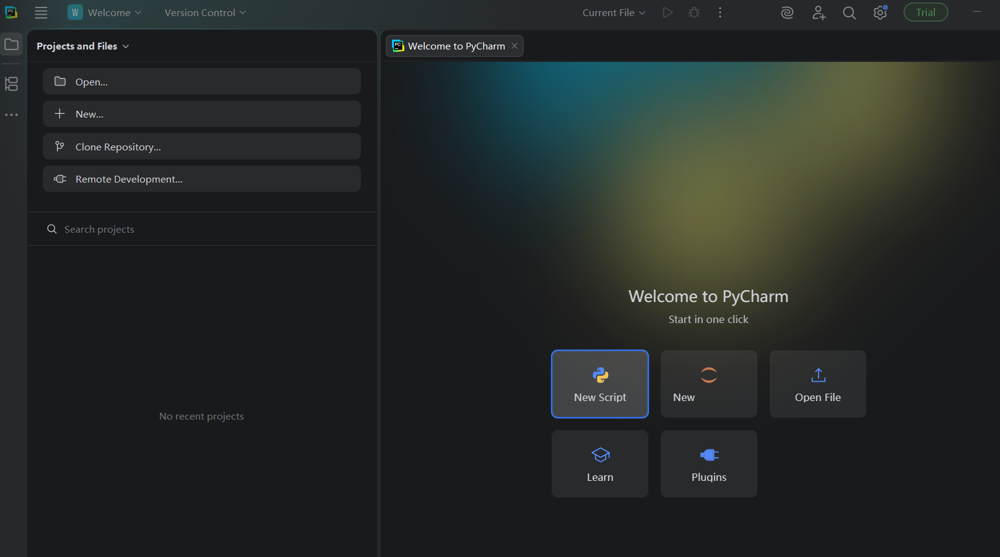 W Welcome Version Control Current File Trial
Projects and Files
PC Welcome to PyCharm
Open...
New...
Clone Repository...
Remote Development...
Search projects
No recent projects
Welcome to PyCharm
Start in one click
New Script
New
Open File
Learn
Plugins